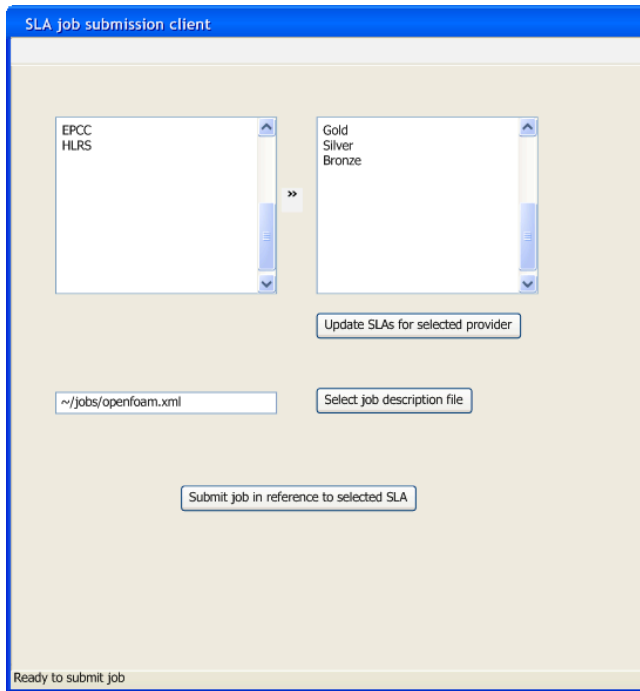 SLA job submission client
EPCC
HLRS
»
Gold
Silver
Bronze
Update SLAs for selected provider
~/jobs/openfoam.xml
Select job description file
Submit job in reference to selected SLA
Ready to submit job